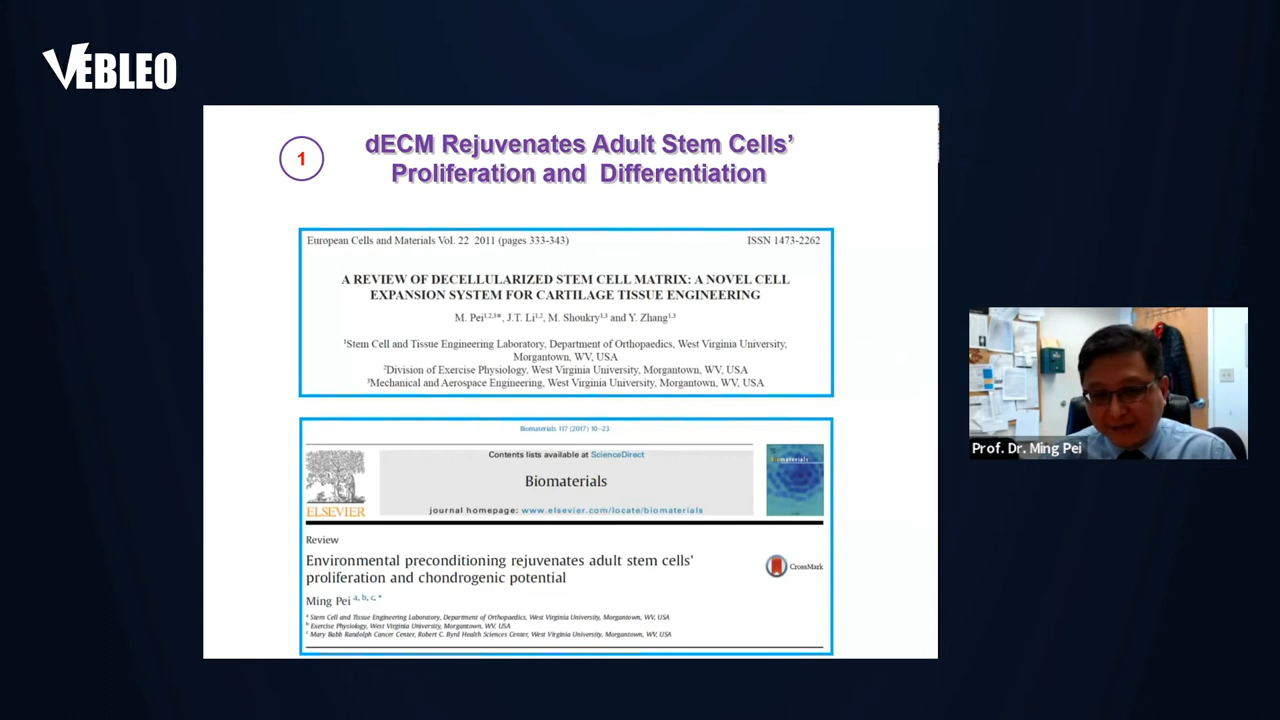 VEBLEO
1
dECM Rejuvenates Adult Stem Cells’
Proliferation and Differentiation
European Cells and Materials Vol. 22 2011 (pages 333-343) ISSN 1473-2262
A REVIEW OF DECELLULARIZED STEM CELL MATRIX: A NOVEL CELL
EXPANSION SYSTEM FOR CARTILAGE TISSUE ENGINEERING
M. Pei1,2,3*, J.T. Li1,2, M. Shoukry1,3 and Y. Zhang1,3
1Stem Cell and Tissue Engineering Laboratory, Department of Orthopaedics, West Virginia University,
Morgantown, WV, USA
2Division of Exercise Physiology, West Virginia University, Morgantown, WV, USA
3Mechanical and Aerospace Engineering, West Virginia University, Morgantown, WV, USA
Biomaterials 117 (2017) 10–23
Contents lists available at ScienceDirect
Biomaterials
journal homepage: www.elsevier.com/locate/biomaterials
ELSEVIER
Biomaterials
Review
Environmental preconditioning rejuvenates adult stem cells'
proliferation and chondrogenic potential
CrossMark
Ming Pei a, b, c, *
a Stem Cell and Tissue Engineering Laboratory, Department of Orthopaedics, West Virginia University, Morgantown, WV, USA
b Exercise Physiology, West Virginia University, Morgantown, WV, USA
c Mary Babb Randolph Cancer Center, Robert C. Byrd Health Sciences Center, West Virginia University, Morgantown, WV, USA
Prof. Dr. Ming Pei